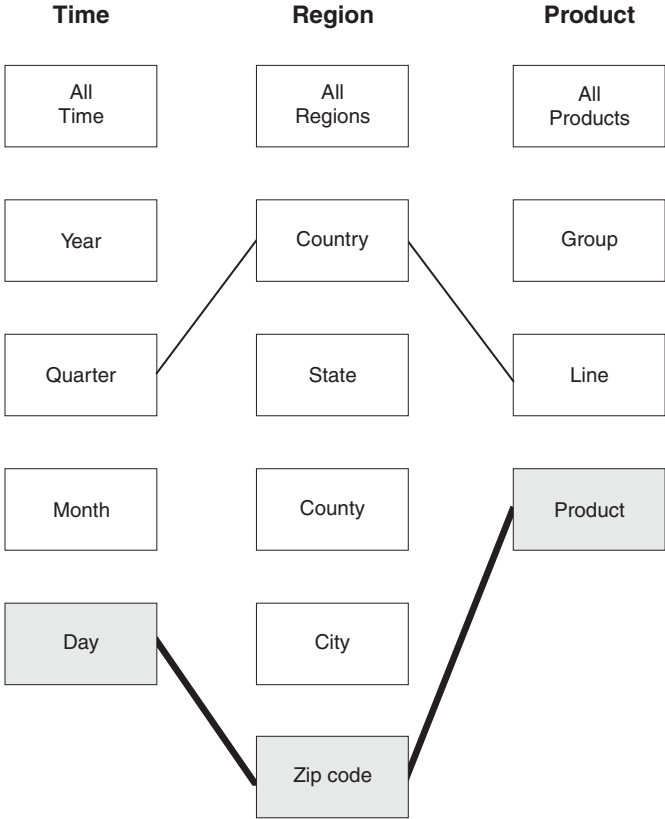 Time Region Product
All
Time
All
Regions
All
Products
Year Country Group
Quarter State Line
Month County Product
Day City
Zip code